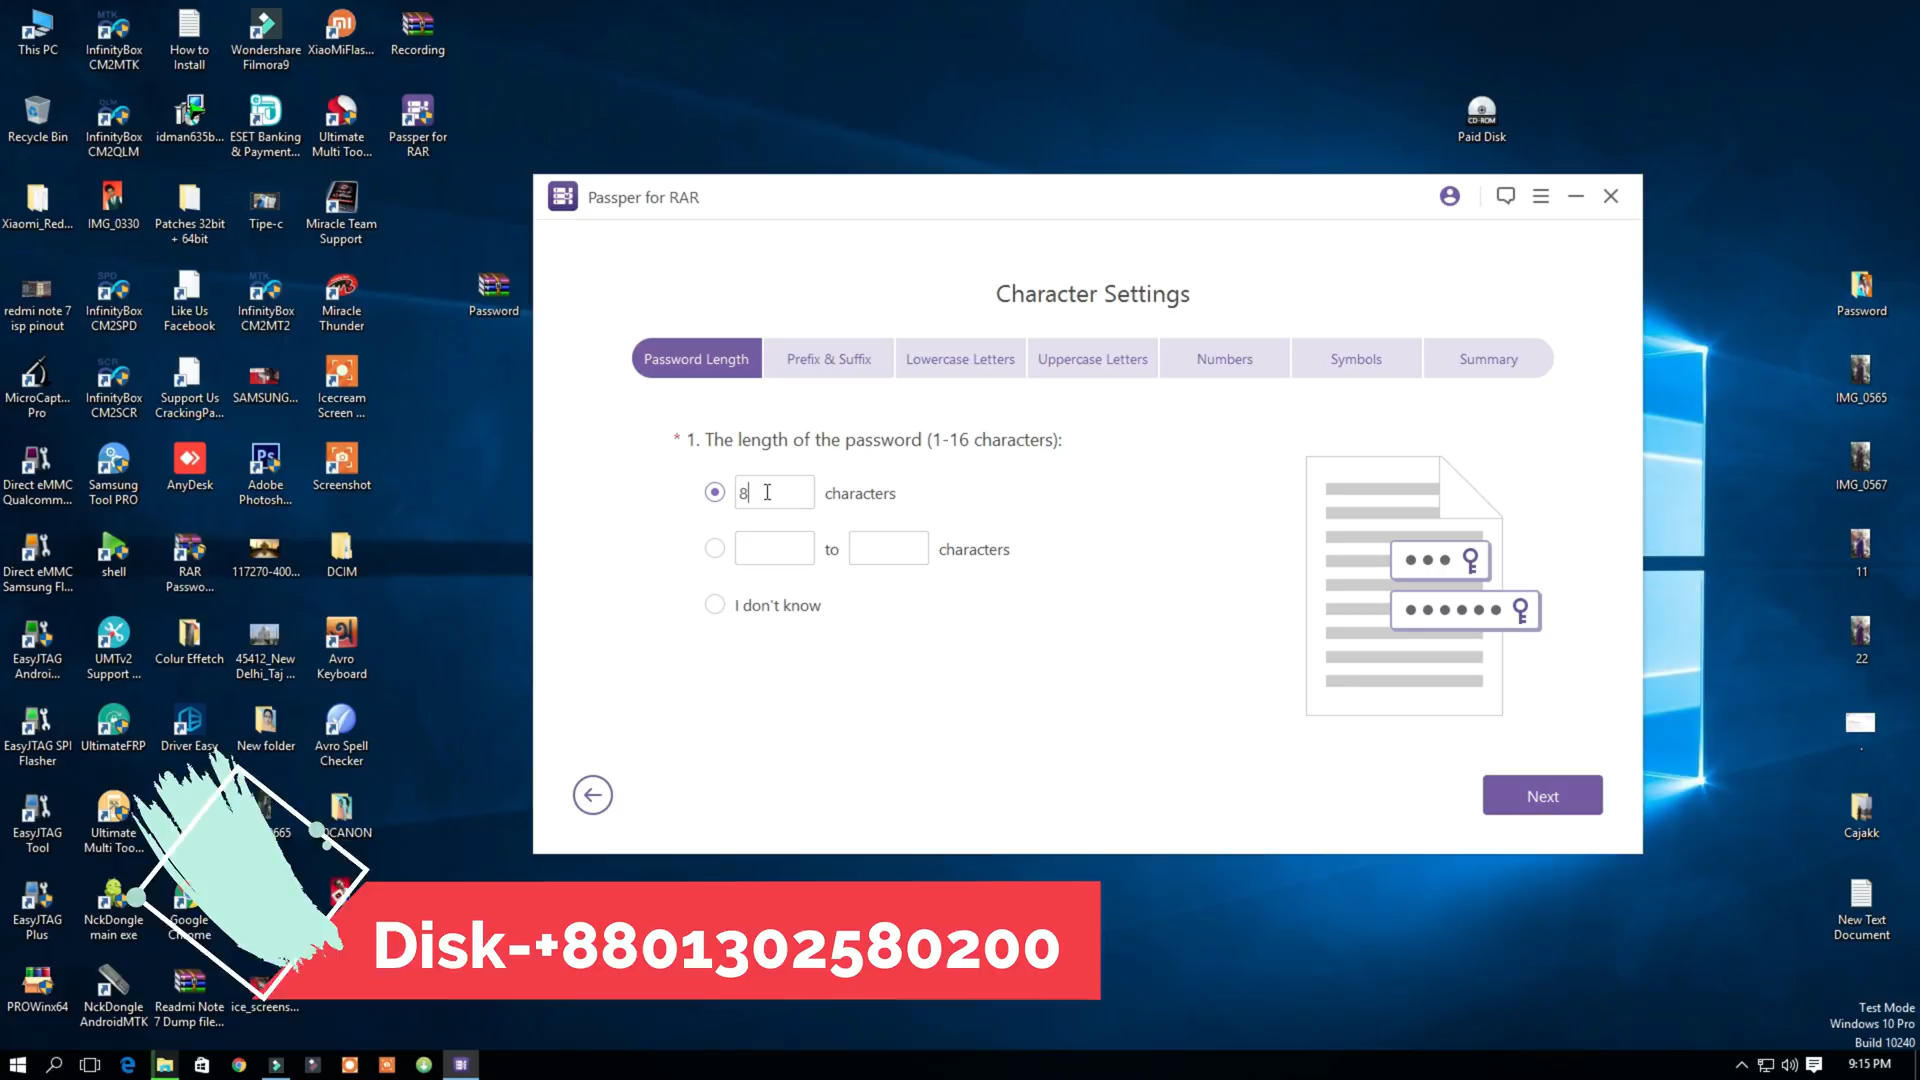 This PC
InfinityBox
CM2MTK
How to
Install
Wondershare
Filmora9
XiaoMiFlas...
Recording
Recycle Bin
InfinityBox
CM2QLM
idman635b...
ESET Banking
& Payment...
Ultimate
Multi Too...
Passper for
RAR
CD-ROM
Paid Disk
Xiaomi_Red...
IMG_0330
Patches 32bit
+ 64bit
Tipe-c
Miracle Team
Support
redmi note 7
isp pinout
InfinityBox
CM2SPD
Like Us
Facebook
InfinityBox
CM2MT2
Miracle
Thunder
Password
MicroCapt...
Pro
InfinityBox
CM2SCR
Support Us
CrackingPa...
SAMSUNG...
Icecream
Screen ...
Direct eMMC
Qualcomm...
Samsung
Tool PRO
AnyDesk
Adobe
Photosh...
Screenshot
Direct eMMC
Samsung Fl...
shell
RAR
Passwo...
117270-400...
DCIM
EasyJTAG
Androi...
UMTv2
Support ...
Colur Effetch
45412_New
Delhi_Taj ...
Avro
Keyboard
EasyJTAG SPI
Flasher
UltimateFRP
Driver Easy
New folder
Avro Spell
Checker
EasyJTAG
Tool
Ultimate
Multi Too...
EasyJTAG
Plus
NckDongle
main exe
Google
Chrome
PROWinx64
NckDongle
AndroidMTK
Readmi Note
7 Dump file...
ice_screens...
Passper for RAR
Character Settings
Password Length
Prefix & Suffix
Lowercase Letters
Uppercase Letters
Numbers
Symbols
Summary
* 1. The length of the password (1-16 characters):
8 characters
to characters
I don't know
Next
Password
IMG_0565
IMG_0567
11
22
.
Cajakk
New Text
Document
Disk-+8801302580200
Test Mode
Windows 10 Pro
Build 10240
9:15 PM